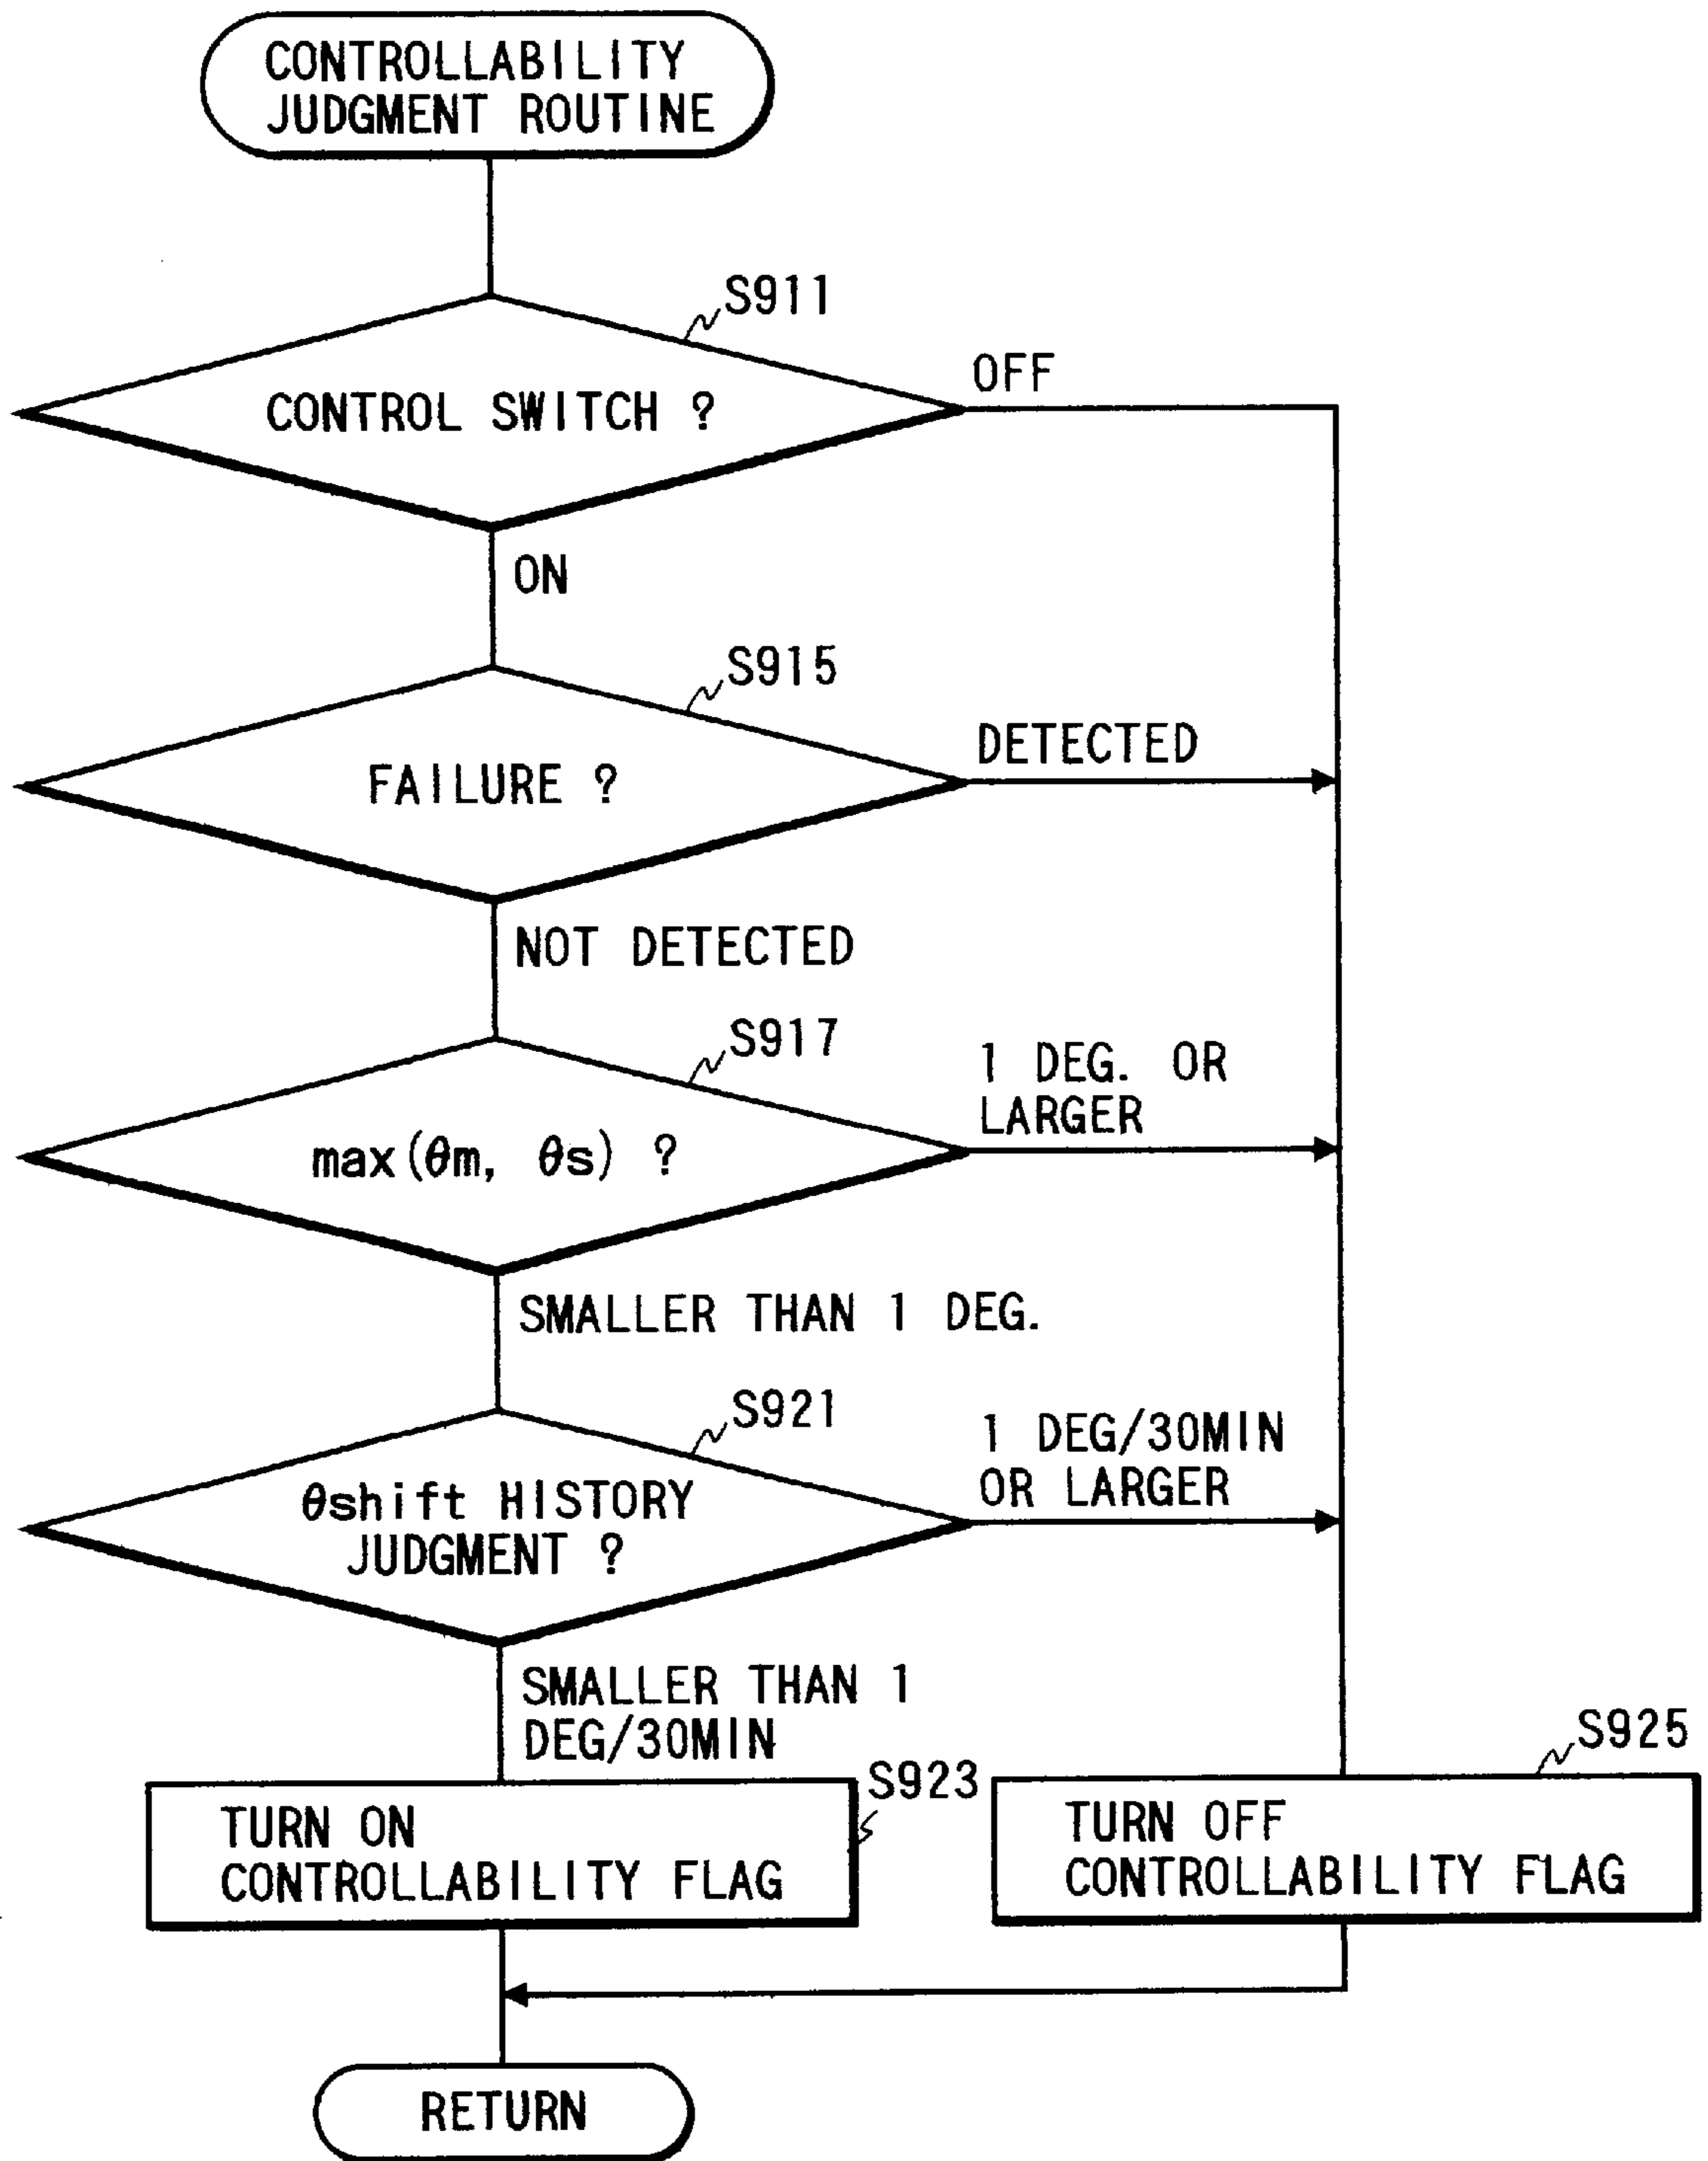 CONTROLLABILITY
JUDGMENT ROUTINE
S911
CONTROL SWITCH ?
OFF
ON
S915
FAILURE ?
DETECTED
NOT DETECTED
S917
max(θm, θs) ?
1 DEG. OR
LARGER
SMALLER THAN 1 DEG.
S921
θshift HISTORY
JUDGMENT ?
1 DEG/30MIN
OR LARGER
SMALLER THAN 1
DEG/30MIN
S923
TURN ON
CONTROLLABILITY FLAG
S925
TURN OFF
CONTROLLABILITY FLAG
RETURN